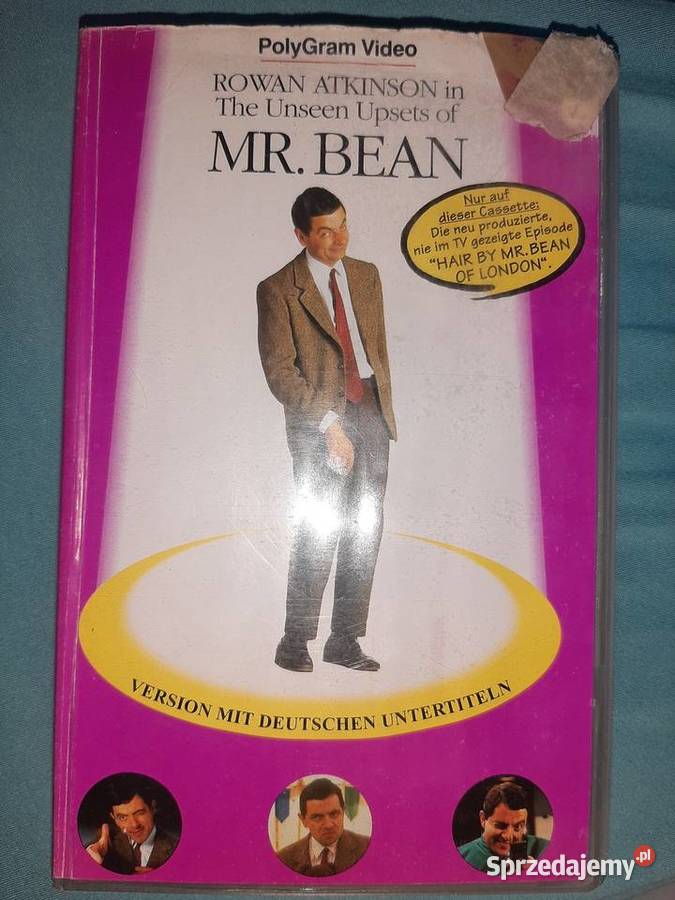 PolyGram Video
ROWAN ATKINSON in
The Unseen Upsets of
MR. BEAN
Nur auf
dieser Cassette:
Die neu produzierte,
nie im TV gezeigte Episode
"HAIR BY MR. BEAN
OF LONDON".
VERSION MIT DEUTSCHEN UNTERTITELN
Sprzedajemy.pl